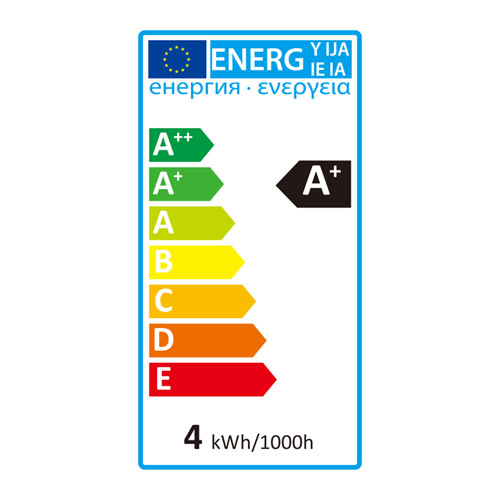 ENERG Y IJA
IE IA
енергия · ενεργεια
A++
A+
A+
A
B
C
D
E
4 kWh/1000h